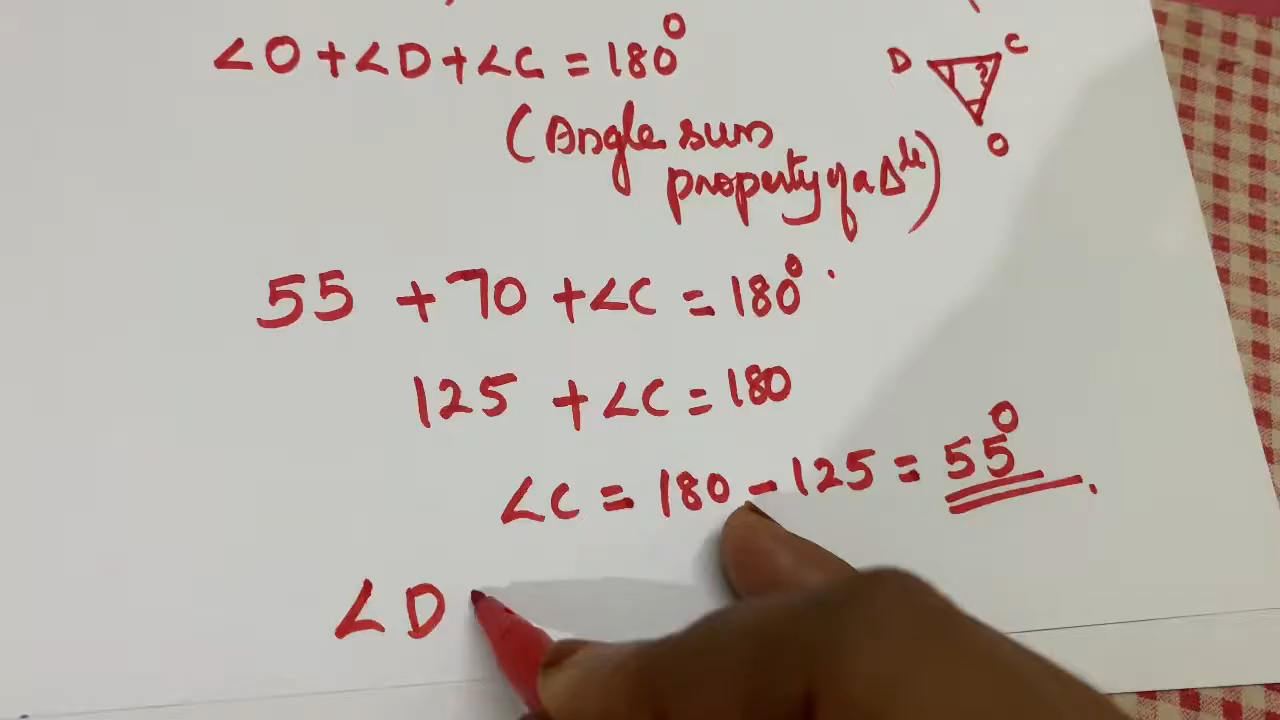 ∠O + ∠D + ∠C = 180°
D C
(Angle sum
O
property of a Δle)
55 + 70 + ∠C = 180°.
125 + ∠C = 180
∠C = 180 - 125 = 55°.
∠D